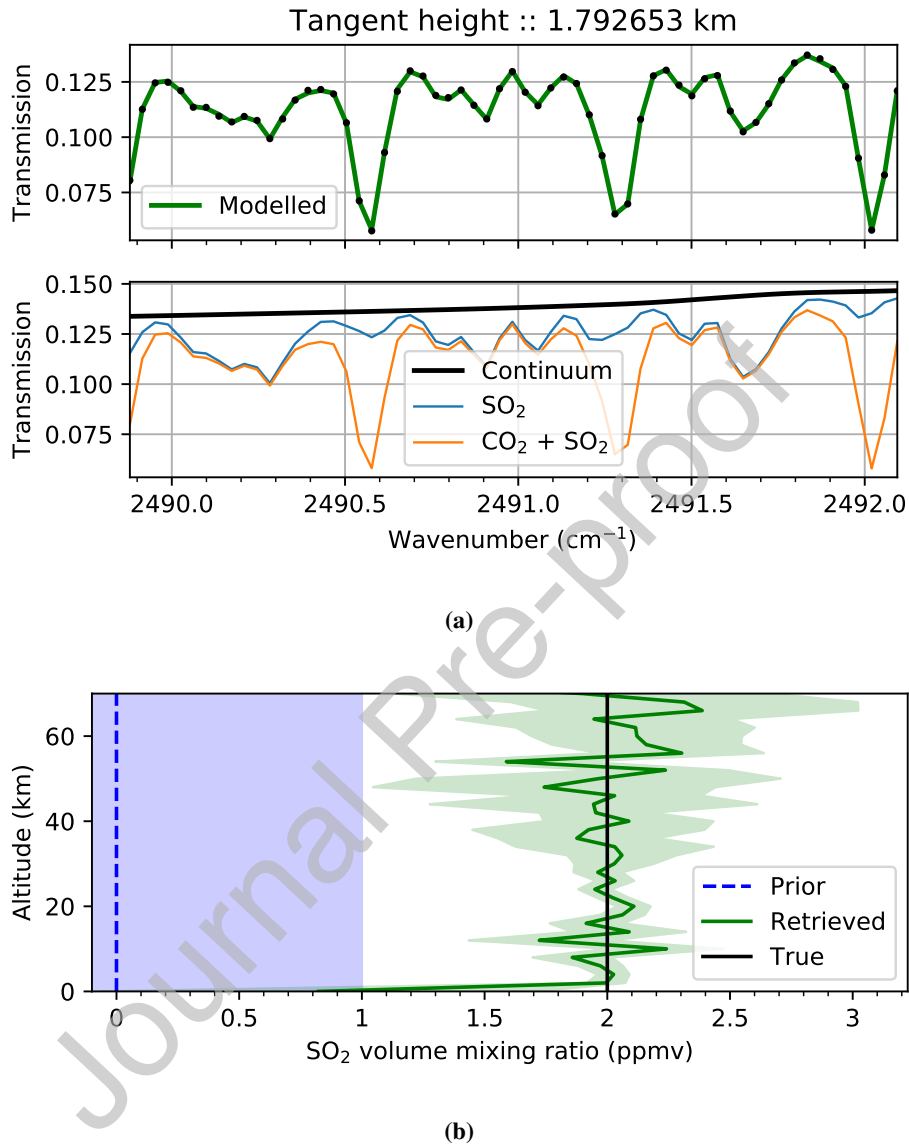 Tangent height :: 1.792653 km
Transmission
0.125
0.100
0.075
Modelled
Transmission
0.150
0.125
0.100
0.075
Continuum
SO₂
CO₂ + SO₂
2490.0 2490.5 2491.0 2491.5 2492.0
Wavenumber (cm⁻¹)
(a)
Altitude (km)
60
40
20
0
Prior
Retrieved
True
0 0.5 1 1.5 2 2.5 3
SO₂ volume mixing ratio (ppmv)
(b)
Journal Pre-proof